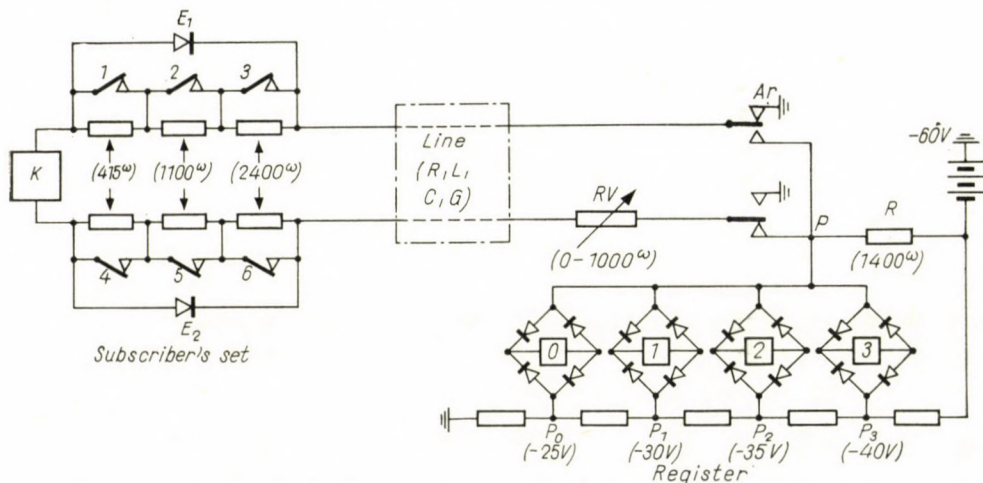 E1
1 2 3
Ar
-60V
K
(415ω) (1100ω) (2400ω)
Line
(R, L,
C, G)
RV
(0-1000ω)
P
R
(1400ω)
4 5 6
E2
Subscriber's set
0 1 2 3
P0 P1 P2 P3
(-25V) (-30V) (-35V) (-40V)
Register